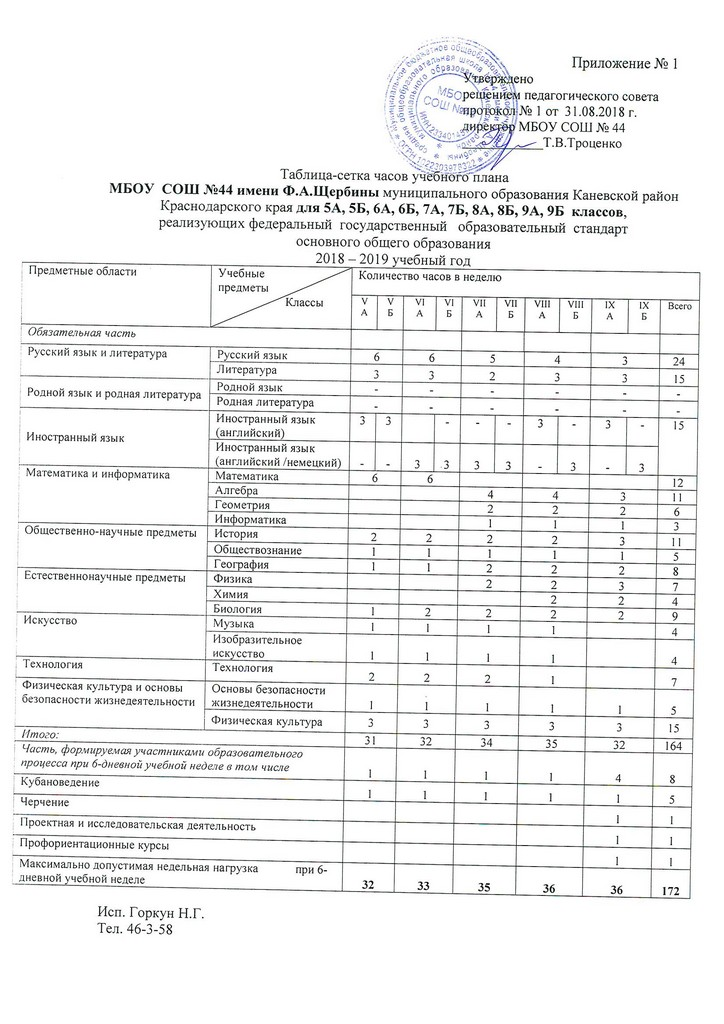 Приложение № 1
Утверждено
решением педагогического совета
протокол № 1 от 31.08.2018 г.
директор МБОУ СОШ № 44
Т.В.Троценко
МБОУ
СОШ №44
Таблица-сетка часов учебного плана
МБОУ СОШ №44 имени Ф.А.Щербины муниципального образования Каневской район
Краснодарского края для 5А, 5Б, 6А, 6Б, 7А, 7Б, 8А, 8Б, 9А, 9Б классов,
реализующих федеральный государственный образовательный стандарт
основного общего образования
2018 – 2019 учебный год
Предметные области Учебные предметы Классы Количество часов в неделю
V А V Б VI А VI Б VII А VII Б VIII А VIII Б IX А IX Б Всего
Обязательная часть
Русский язык и литература Русский язык 6 6 5 4 3 24
Литература 3 3 2 3 3 15
Родной язык и родная литература Родной язык - - - - - -
Родная литература - - - - - -
Иностранный язык Иностранный язык (английский) 3 3 - - - 3 - 3 - 15
Иностранный язык (английский /немецкий) - - 3 3 3 3 - 3 - 3
Математика и информатика Математика 6 6 12
Алгебра 4 4 3 11
Геометрия 2 2 2 6
Информатика 1 1 1 3
Общественно-научные предметы История 2 2 2 2 3 11
Обществознание 1 1 1 1 1 5
География 1 1 2 2 2 8
Естественнонаучные предметы Физика 2 2 3 7
Химия 2 2 4
Биология 1 2 2 2 2 9
Искусство Музыка 1 1 1 1 4
Изобразительное искусство 1 1 1 1 4
Технология Технология 2 2 2 1 7
Физическая культура и основы безопасности жизнедеятельности Основы безопасности жизнедеятельности 1 1 1 1 1 5
Физическая культура 3 3 3 3 3 15
Итого: 31 32 34 35 32 164
Часть, формируемая участниками образовательного
процесса при 6-дневной учебной неделе в том числе 1 1 1 1 4 8
Кубановедение 1 1 1 1 1 5
Черчение 1 1
Проектная и исследовательская деятельность 1 1
Профориентационные курсы 1 1
Максимально допустимая недельная нагрузка при 6-
дневной учебной неделе 32 33 35 36 36 172
Исп. Горкун Н.Г.
Тел. 46-3-58